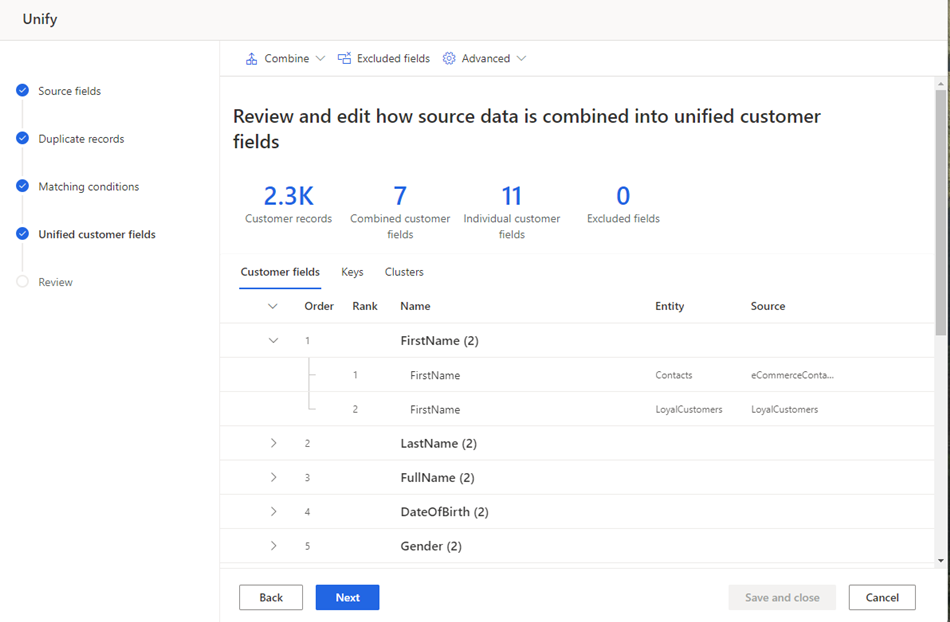 Unify
Source fields
Duplicate records
Matching conditions
Unified customer fields
Review
Combine Excluded fields Advanced
Review and edit how source data is combined into unified customer
fields
2.3K 7 11 0
Customer records Combined customer Individual customer Excluded fields
fields fields
Customer fields Keys Clusters
Order Rank Name Entity Source
1 FirstName (2)
1 FirstName Contacts eCommerceConta...
2 FirstName LoyalCustomers LoyalCustomers
2 LastName (2)
3 FullName (2)
4 DateOfBirth (2)
5 Gender (2)
Back Next Save and close Cancel